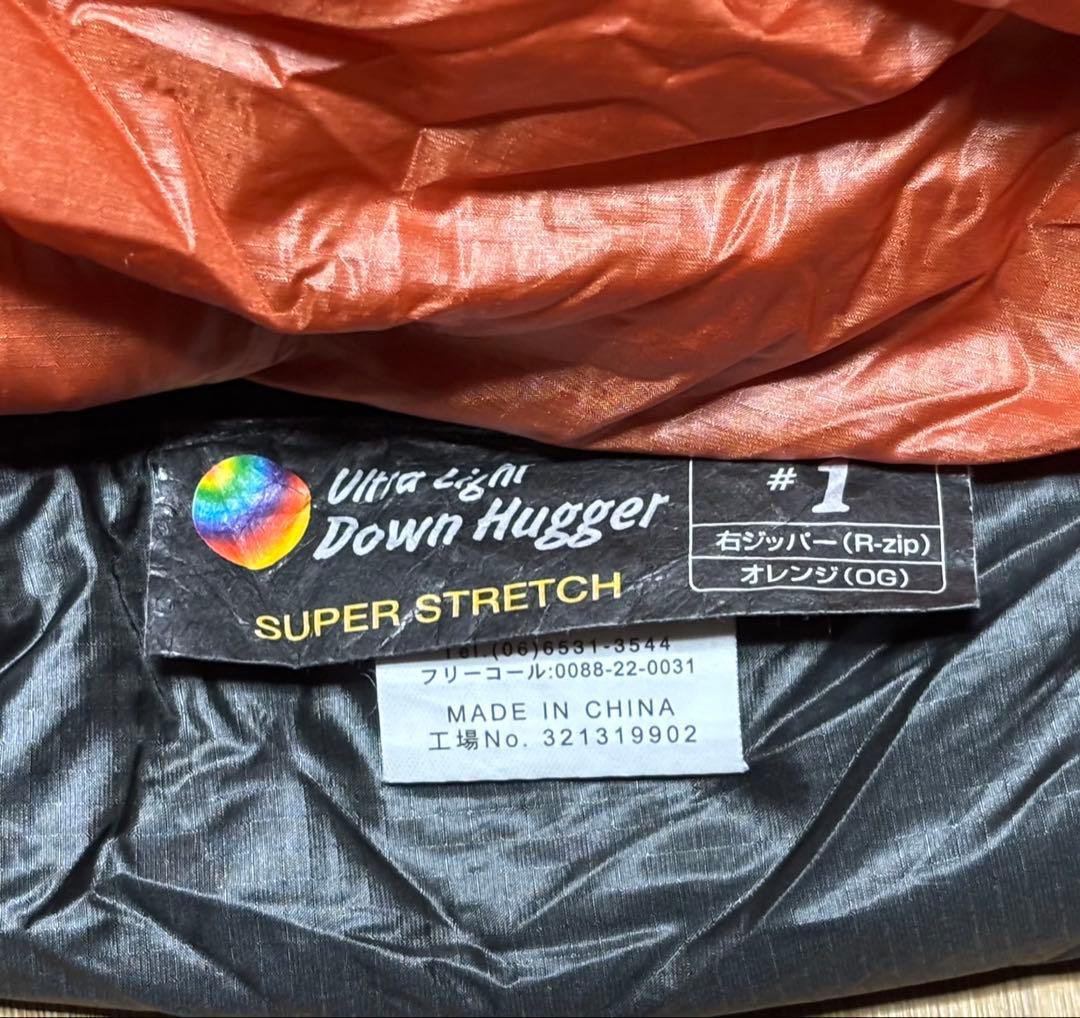 Ultra Light
Down Hugger
SUPER STRETCH
#1
右ジッパー(R-zip)
オレンジ(OG)
Tel.(06)6531-3544
フリーコール:0088-22-0031
MADE IN CHINA
工場No. 321319902